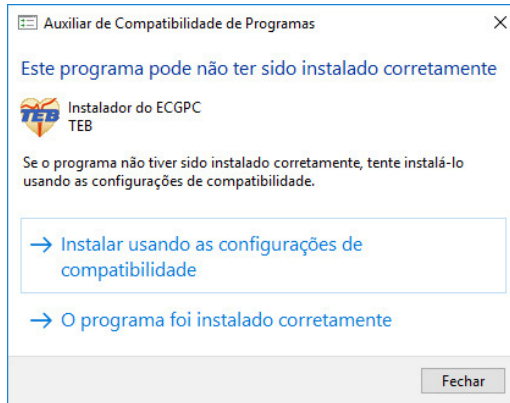 Auxiliar de Compatibilidade de Programas
Este programa pode não ter sido instalado corretamente
TEB
Instalador do ECGPC
TEB
Se o programa não tiver sido instalado corretamente, tente instalá-lo
usando as configurações de compatibilidade.
Instalar usando as configurações de
compatibilidade
O programa foi instalado corretamente
Fechar